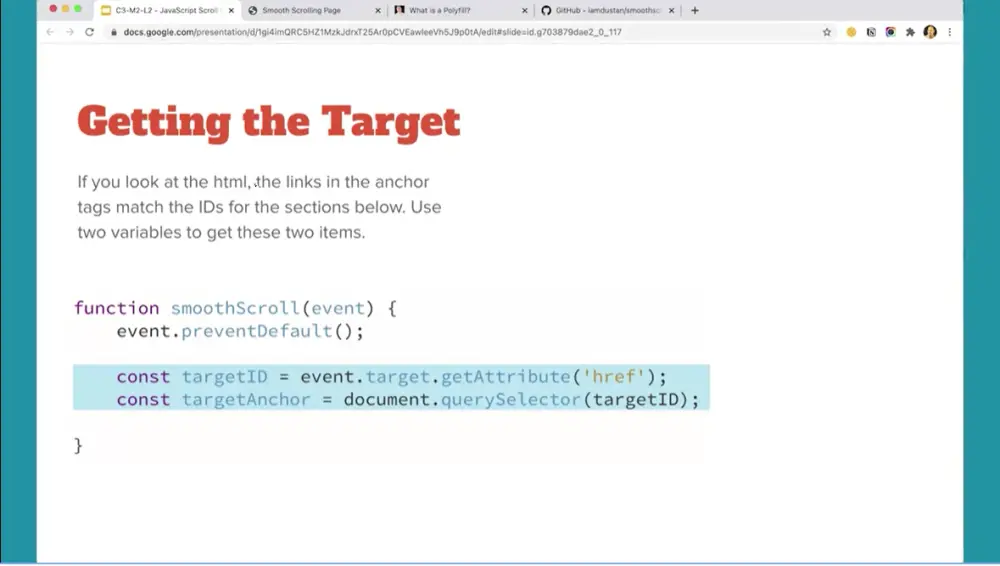 C3-M2-L2 - JavaScript Scroll
Smooth Scrolling Page
What is a Polyfill?
GitHub - iamdustan/smoothsc
docs.google.com/presentation/d/1gi4imQRC5HZ1MzkJdrxT25Ar0pCVEawleeVh5J9p0tA/edit#slide=id.g703879dae2_0_117
Getting the Target
If you look at the html, the links in the anchor
tags match the IDs for the sections below. Use
two variables to get these two items.
function smoothScroll(event) {
event.preventDefault();
const targetID = event.target.getAttribute('href');
const targetAnchor = document.querySelector(targetID);
}